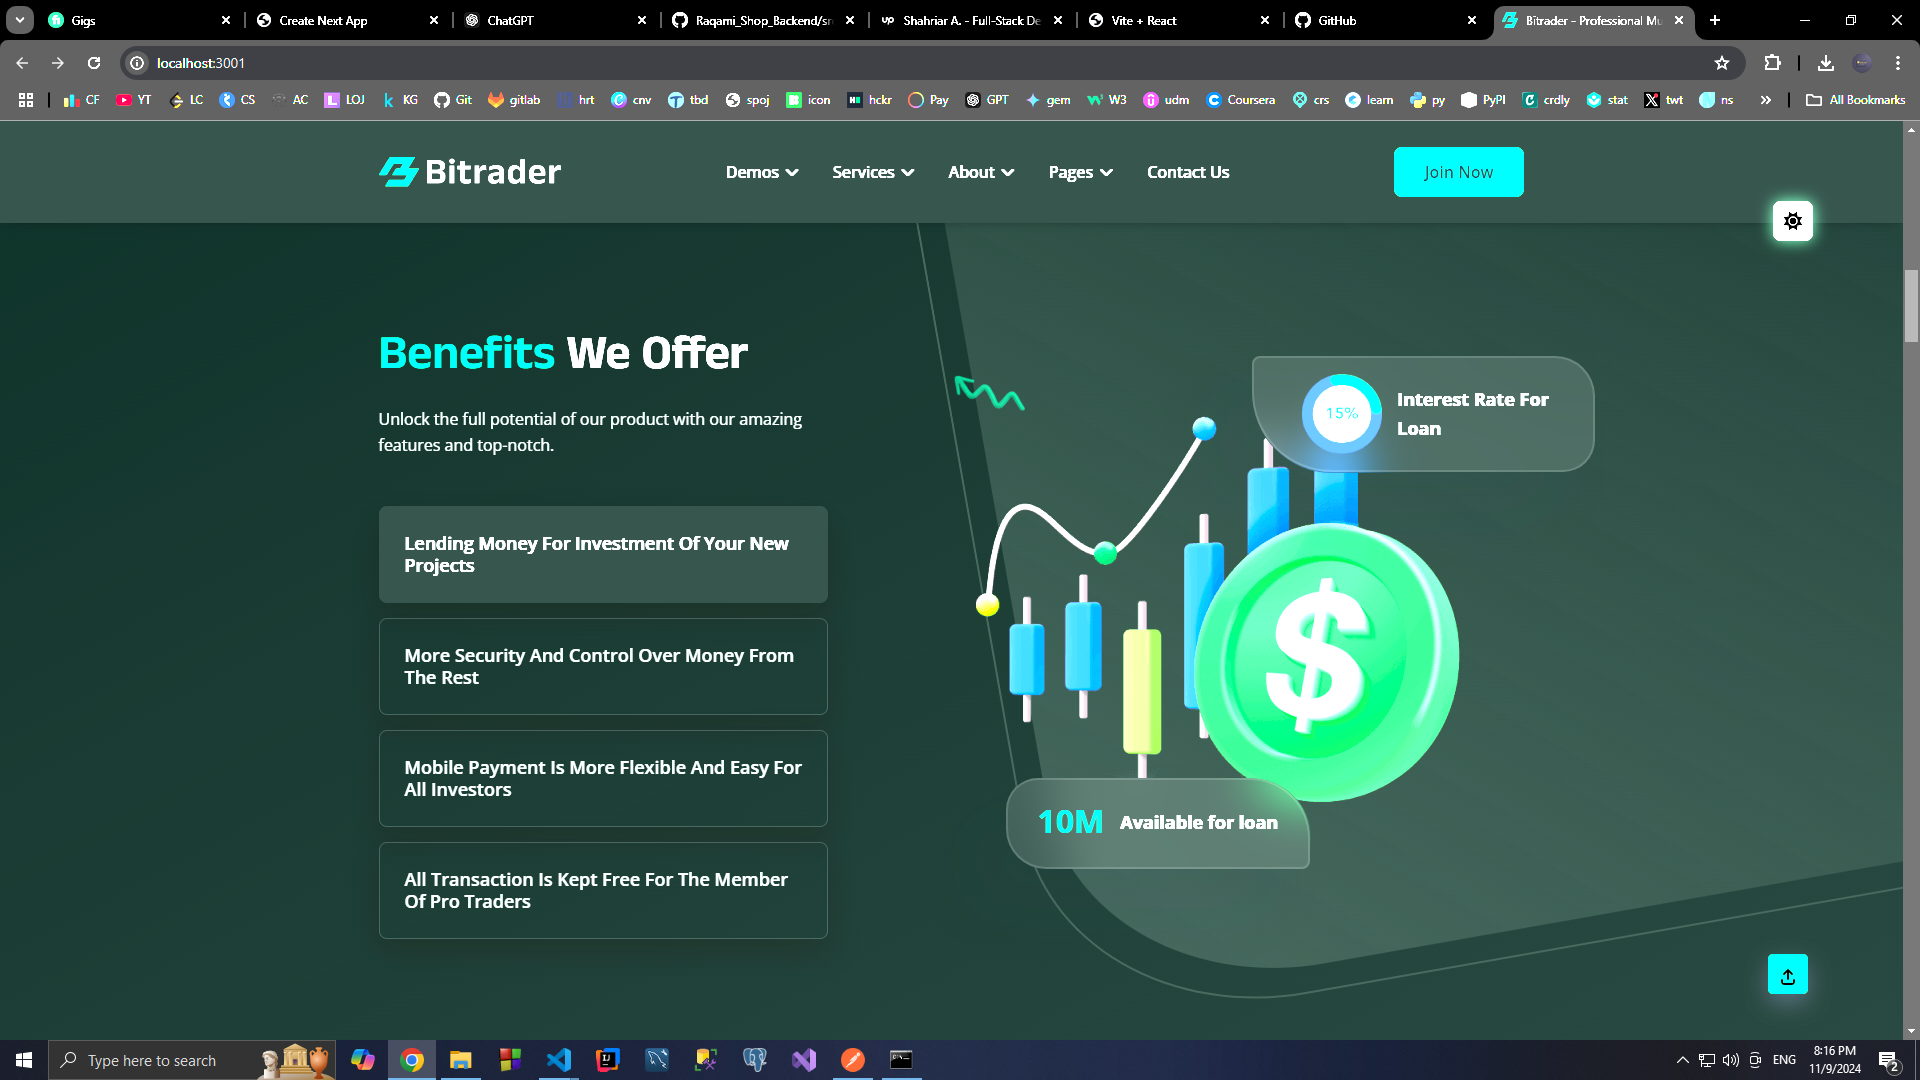 Gigs
Create Next App
ChatGPT
Raqami_Shop_Backend/sr
Shahriar A. - Full-Stack De
Vite + React
GitHub
Bitrader - Professional Mu
localhost:3001
CF
YT
LC
CS
AC
LOJ
KG
Git
gitlab
hrt
cnv
tbd
spoj
icon
hckr
Pay
GPT
gem
W3
udm
Coursera
crs
learn
py
PyPI
crdly
stat
twt
ns
All Bookmarks
Bitrader
Demos
Services
About
Pages
Contact Us
Join Now
Benefits We Offer
Unlock the full potential of our product with our amazing
features and top-notch.
Lending Money For Investment Of Your New
Projects
More Security And Control Over Money From
The Rest
Mobile Payment Is More Flexible And Easy For
All Investors
All Transaction Is Kept Free For The Member
Of Pro Traders
15%
Interest Rate For
Loan
$
10M Available for loan
Type here to search
ENG
8:16 PM
11/9/2024
2